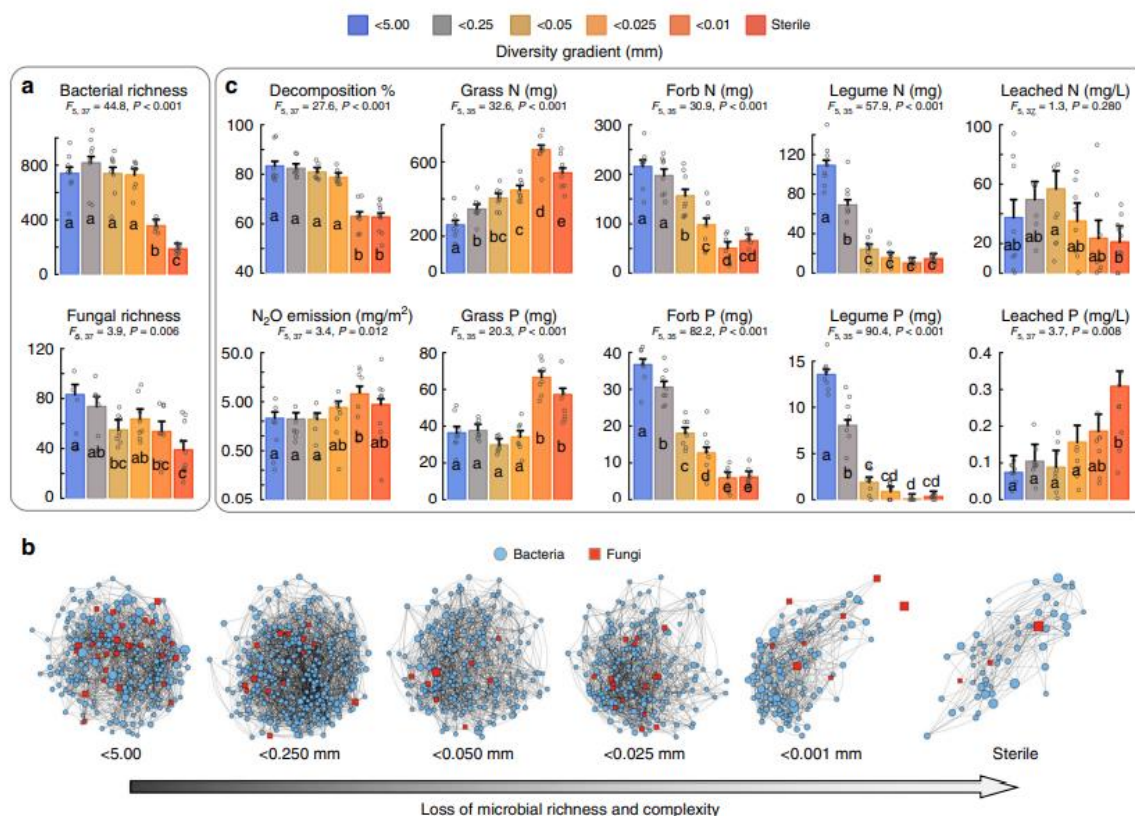 <5.00 <0.25 <0.05 <0.025 <0.01 Sterile
Diversity gradient (mm)
a
Bacterial richness
F5, 37 = 44.8, P < 0.001
800
400
0
a a a a b c
Fungal richness
F5, 37 = 3.9, P = 0.006
120
80
40
0
a ab bc ab bc c
c
Decomposition %
F5, 37 = 27.6, P < 0.001
100
80
60
40
a a a a b b
Grass N (mg)
F5, 35 = 32.6, P < 0.001
600
200
0
a b bc c d e
Forb N (mg)
F5, 35 = 30.9, P < 0.001
300
200
100
0
a a b c d cd
Legume N (mg)
F5, 35 = 57.9, P < 0.001
120
80
40
0
a b c c c c
Leached N (mg/L)
F5, 37 = 1.3, P = 0.280
100
60
20
0
ab ab a ab ab b
N2O emission (mg/m2)
F5, 37 = 3.4, P = 0.012
50.0
5.00
0.50
0.05
a a a ab b ab
Grass P (mg)
F5, 35 = 20.3, P < 0.001
80
60
40
20
0
a a a a b b
Forb P (mg)
F5, 35 = 82.2, P < 0.001
40
30
20
10
0
a b c d e e
Legume P (mg)
F5, 35 = 90.4, P < 0.001
15
10
5
0
a b c cd d cd
Leached P (mg/L)
F5, 37 = 3.7, P = 0.008
0.4
0.3
0.2
0.1
0.0
a a a a ab b
b
Bacteria Fungi
<5.00 <0.250 mm <0.050 mm <0.025 mm <0.001 mm Sterile
Loss of microbial richness and complexity